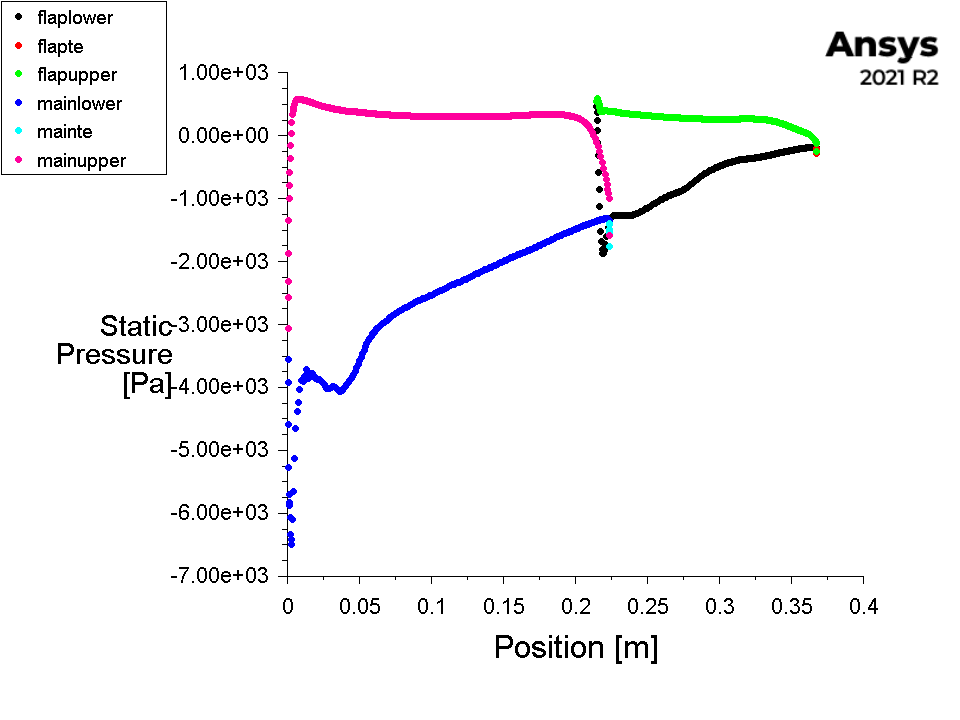 flaplower
flapte
flapupper
mainlower
mainte
mainupper
Ansys
2021 R2
1.00e+03
0.00e+00
-1.00e+03
-2.00e+03
-3.00e+03
-4.00e+03
-5.00e+03
-6.00e+03
-7.00e+03
Static
Pressure
[Pa]
0 0.05 0.1 0.15 0.2 0.25 0.3 0.35 0.4
Position [m]